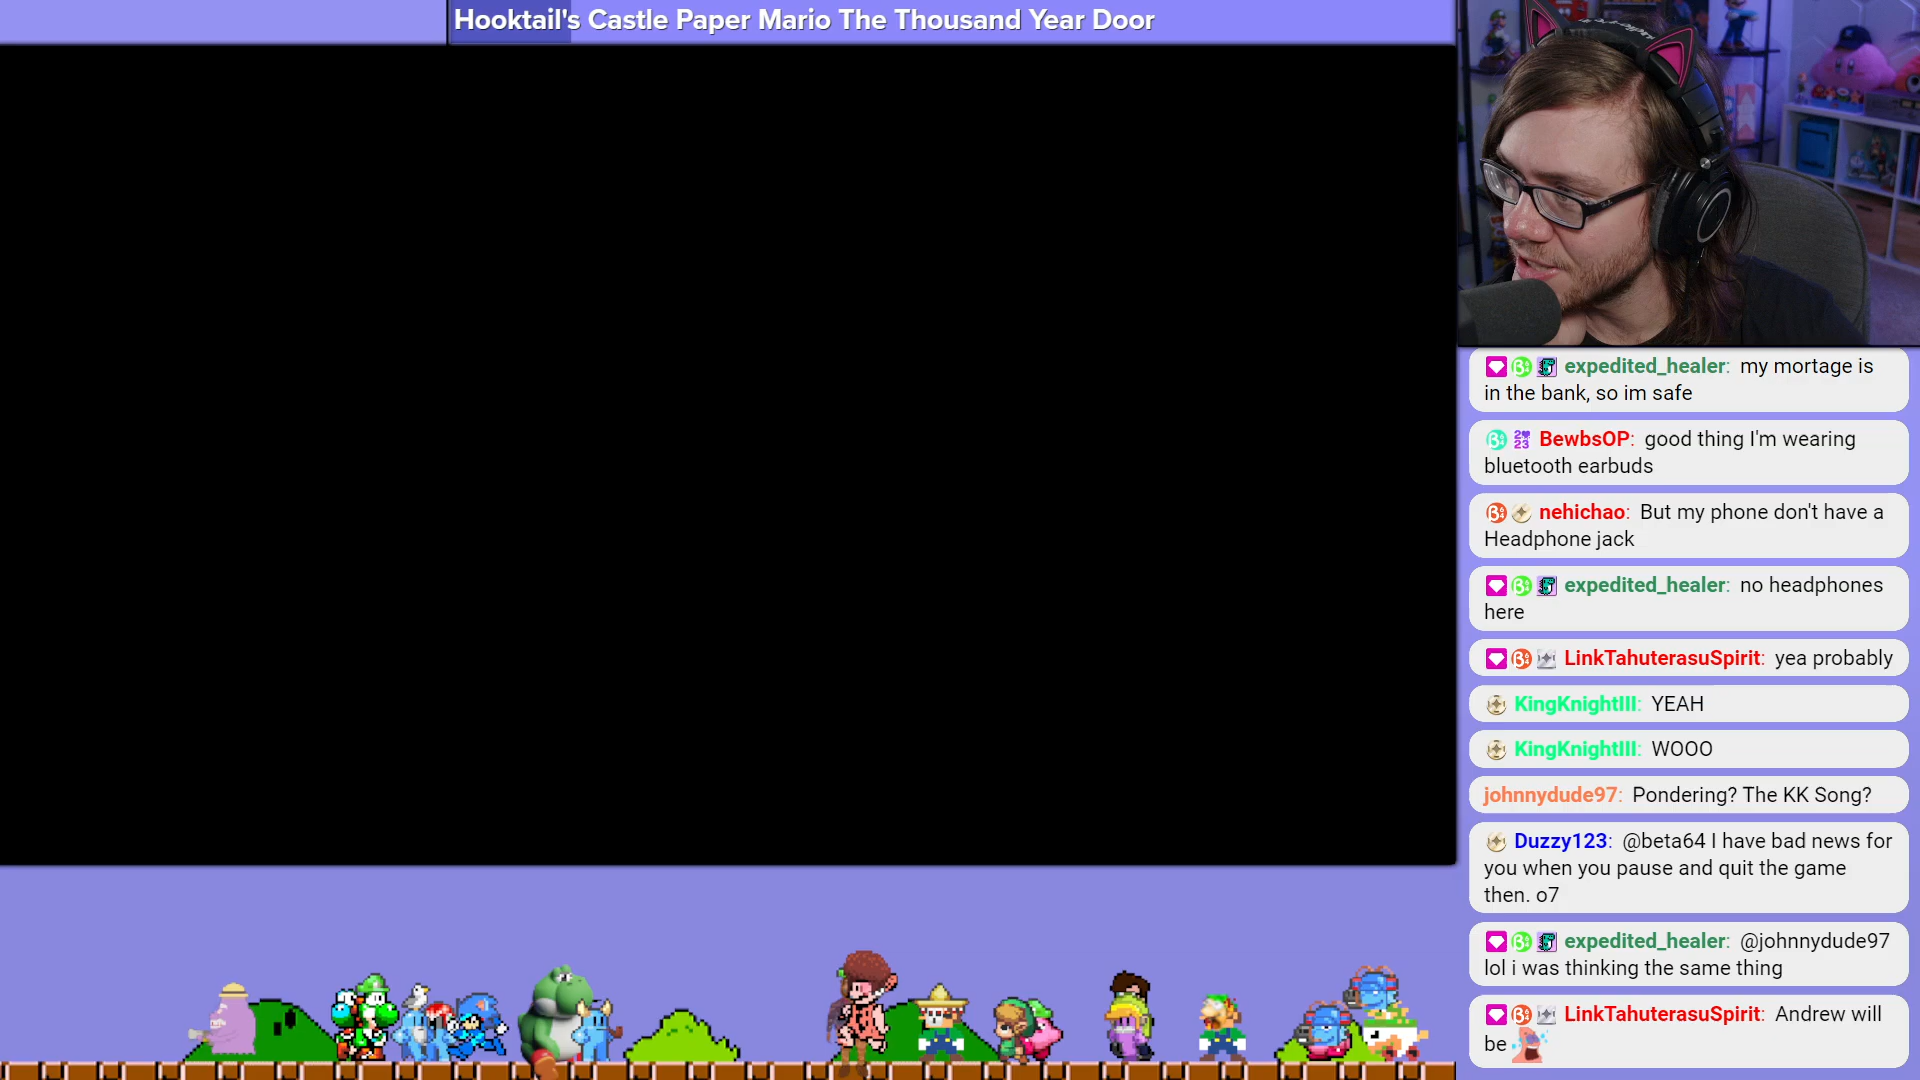 Hooktail's Castle Paper Mario The Thousand Year Door
expedited_healer: my mortage is
in the bank, so im safe
BewbsOP: good thing I'm wearing
bluetooth earbuds
nehichao: But my phone don't have a
Headphone jack
expedited_healer: no headphones
here
LinkTahuterasuSpirit: yea probably
KingKnightIII: YEAH
KingKnightIII: WOOO
johnnydude97: Pondering? The KK Song?
Duzzy123: @beta64 I have bad news for
you when you pause and quit the game
then. o7
expedited_healer: @johnnydude97
lol i was thinking the same thing
LinkTahuterasuSpirit: Andrew will
be